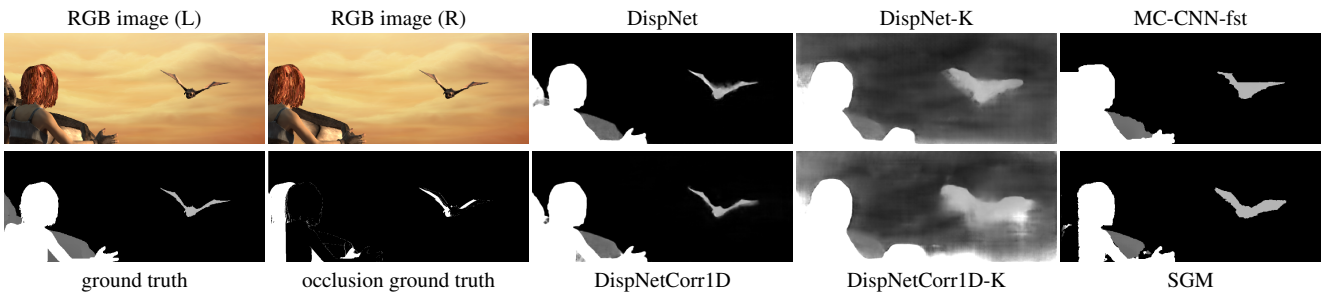 RGB image (L) RGB image (R) DispNet DispNet-K MC-CNN-fst
ground truth occlusion ground truth DispNetCorr1D DispNetCorr1D-K SGM